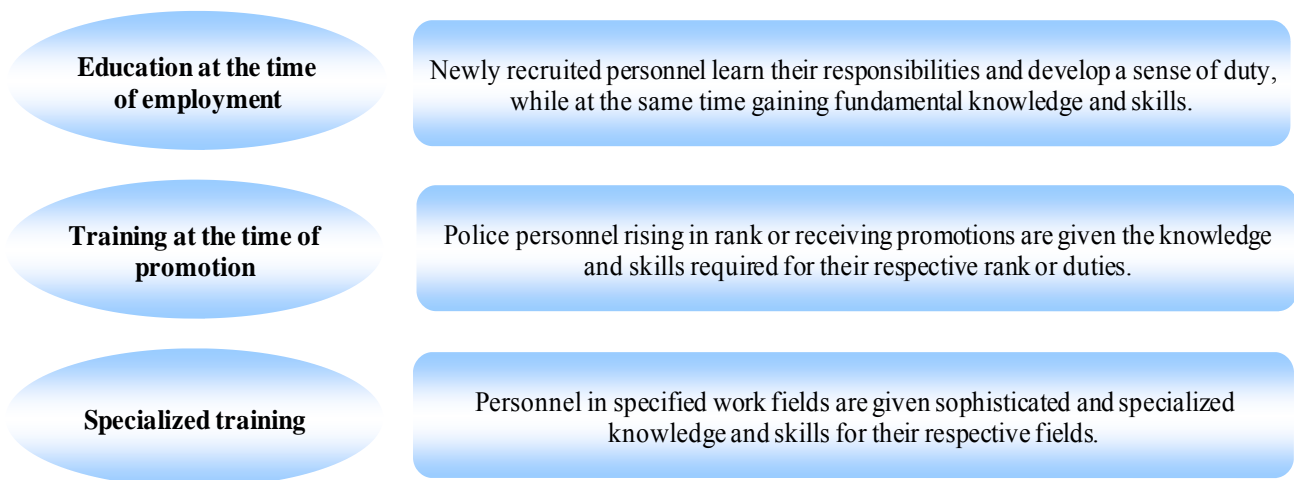 Education at the time
of employment
Newly recruited personnel learn their responsibilities and develop a sense of duty,
while at the same time gaining fundamental knowledge and skills.
Training at the time of
promotion
Police personnel rising in rank or receiving promotions are given the knowledge
and skills required for their respective rank or duties.
Specialized training
Personnel in specified work fields are given sophisticated and specialized
knowledge and skills for their respective fields.